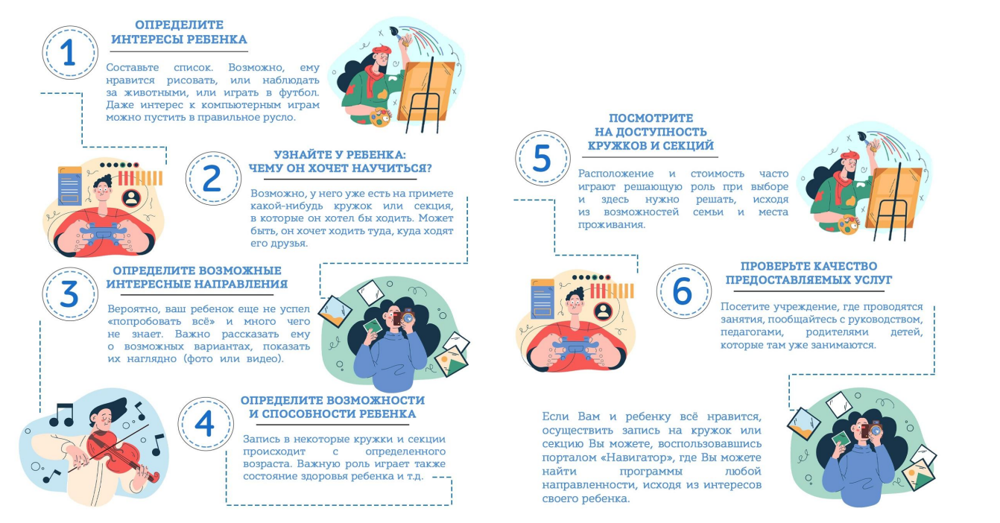 1
ОПРЕДЕЛИТЕ
ИНТЕРЕСЫ РЕБЕНКА
Составьте список. Возможно, ему
нравится рисовать, или наблюдать
за животными, или играть в футбол.
Даже интерес к компьютерным играм
можно пустить в правильное русло.
2
УЗНАЙТЕ У РЕБЕНКА:
ЧЕМУ ОН ХОЧЕТ НАУЧИТЬСЯ?
Возможно, у него уже есть на примете
какой-нибудь кружок или секция,
в которые он хотел бы ходить. Может
быть, он хочет ходить туда, куда ходят
его друзья.
3
ОПРЕДЕЛИТЕ ВОЗМОЖНЫЕ
ИНТЕРЕСНЫЕ НАПРАВЛЕНИЯ
Вероятно, ваш ребенок еще не успел
«попробовать всё» и много чего
не знает. Важно рассказать ему
о возможных вариантах, показать
их наглядно (фото или видео).
4
ОПРЕДЕЛИТЕ ВОЗМОЖНОСТИ
И СПОСОБНОСТИ РЕБЕНКА
Запись в некоторые кружки и секции
происходит с определенного
возраста. Важную роль играет также
состояние здоровья ребенка и т.д.
5
ПОСМОТРИТЕ
НА ДОСТУПНОСТЬ
КРУЖКОВ И СЕКЦИЙ
Расположение и стоимость часто
играют решающую роль при выборе
и здесь нужно решать, исходя
из возможностей семьи и места
проживания.
6
ПРОВЕРЬТЕ КАЧЕСТВО
ПРЕДОСТАВЛЯЕМЫХ УСЛУГ
Посетите учреждение, где проводятся
занятия, пообщайтесь с руководством,
педагогами, родителями детей,
которые там уже занимаются.
Если Вам и ребенку всё нравится,
осуществить запись на кружок или
секцию Вы можете, воспользовавшись
порталом «Навигатор», где Вы можете
найти программы любой
направленности, исходя из интересов
своего ребенка.